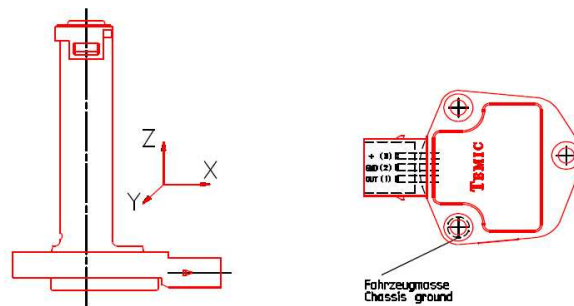 Z
X
Y
+ (3)
GND(2)
OUT(1)
TEMIC
Fahrzeugmasse
Chassis ground